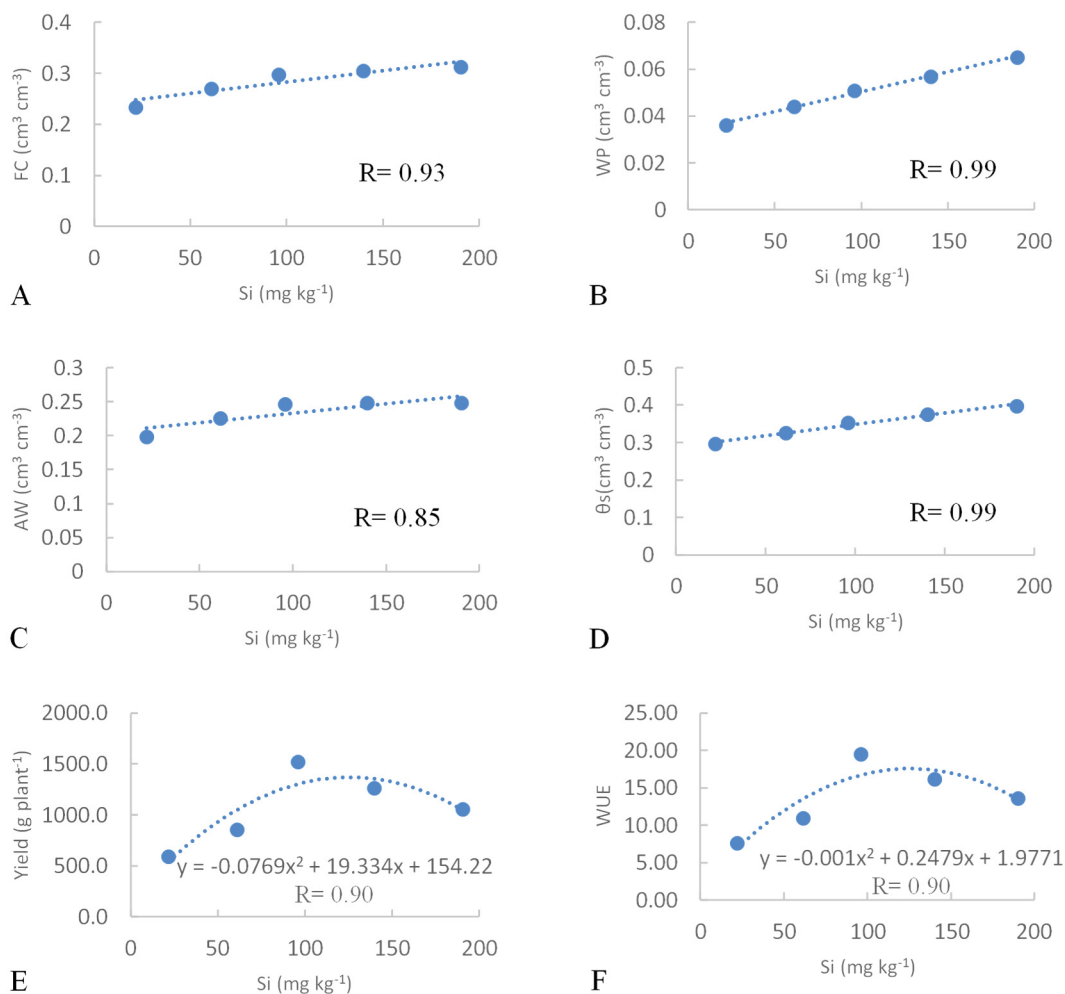 0.4
0.3
0.2
0.1
0
FC (cm³ cm⁻³)
R= 0.93
0 50 100 150 200
Si (mg kg⁻¹)
A
0.08
0.06
0.04
0.02
0
WP (cm³ cm⁻³)
R= 0.99
0 50 100 150 200
Si (mg kg⁻¹)
B
0.3
0.25
0.2
0.15
0.1
0.05
0
AW (cm³ cm⁻³)
R= 0.85
0 50 100 150 200
Si (mg kg⁻¹)
C
0.5
0.4
0.3
0.2
0.1
0
θs(cm³ cm⁻³)
R= 0.99
0 50 100 150 200
Si (mg kg⁻¹)
D
2000.0
1500.0
1000.0
500.0
0.0
Yield (g plant⁻¹)
y = -0.0769x² + 19.334x + 154.22
R= 0.90
0 50 100 150 200
Si (mg kg⁻¹)
E
25.00
20.00
15.00
10.00
5.00
0.00
WUE
y = -0.001x² + 0.2479x + 1.9771
R= 0.90
0 50 100 150 200
Si (mg kg⁻¹)
F